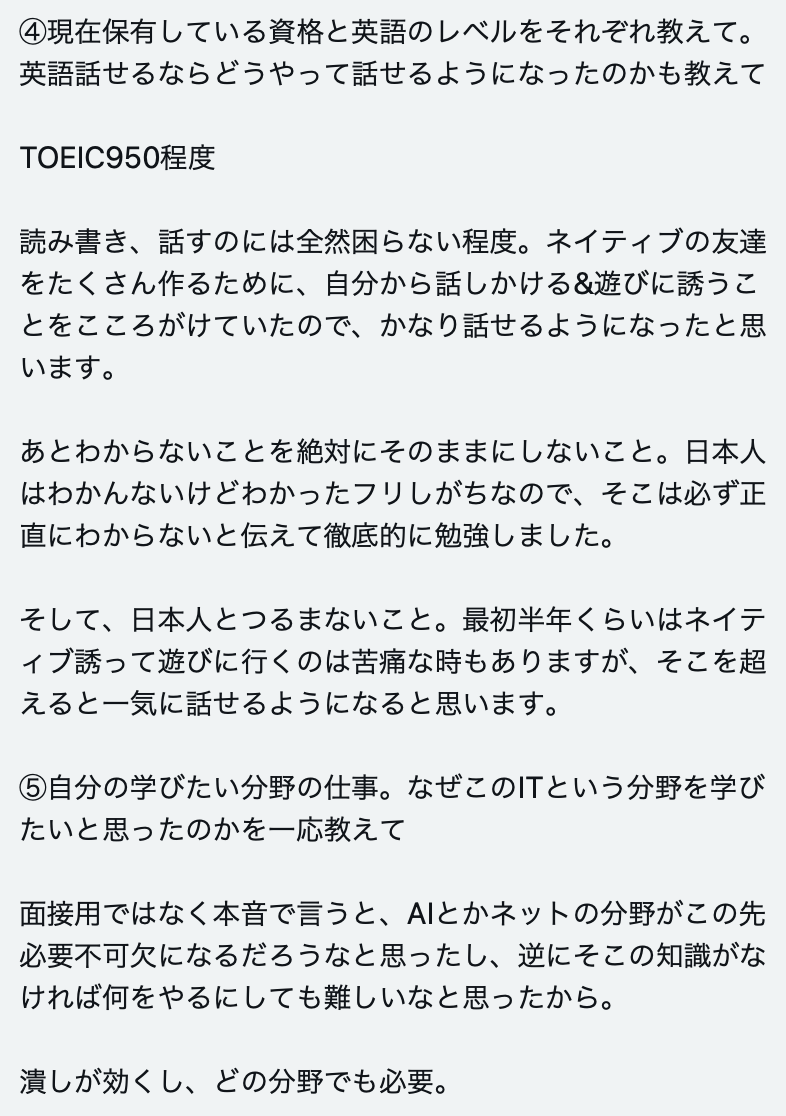 ④現在保有している資格と英語のレベルをそれぞれ教えて。
英語話せるならどうやって話せるようになったのかも教えて
TOEIC950程度
読み書き、話すのには全然困らない程度。ネイティブの友達
をたくさん作るために、自分から話しかける&遊びに誘うこ
とをこころがけていたので、かなり話せるようになったと思
います。
あとわからないことを絶対にそのままにしないこと。日本人
はわかんないけどわかったフリしがちなので、そこは必ず正
直にわからないと伝えて徹底的に勉強しました。
そして、日本人とつるまないこと。最初半年くらいはネイテ
ィブ誘って遊びに行くのは苦痛な時もありますが、そこを超
えると一気に話せるようになると思います。
⑤自分の学びたい分野の仕事。なぜこのITという分野を学び
たいと思ったのかを一応教えて
面接用ではなく本音で言うと、AIとかネットの分野がこの先
必要不可欠になるだろうなと思ったし、逆にそこの知識がな
ければ何をやるにしても難しいなと思ったから。
潰しが効くし、どの分野でも必要。